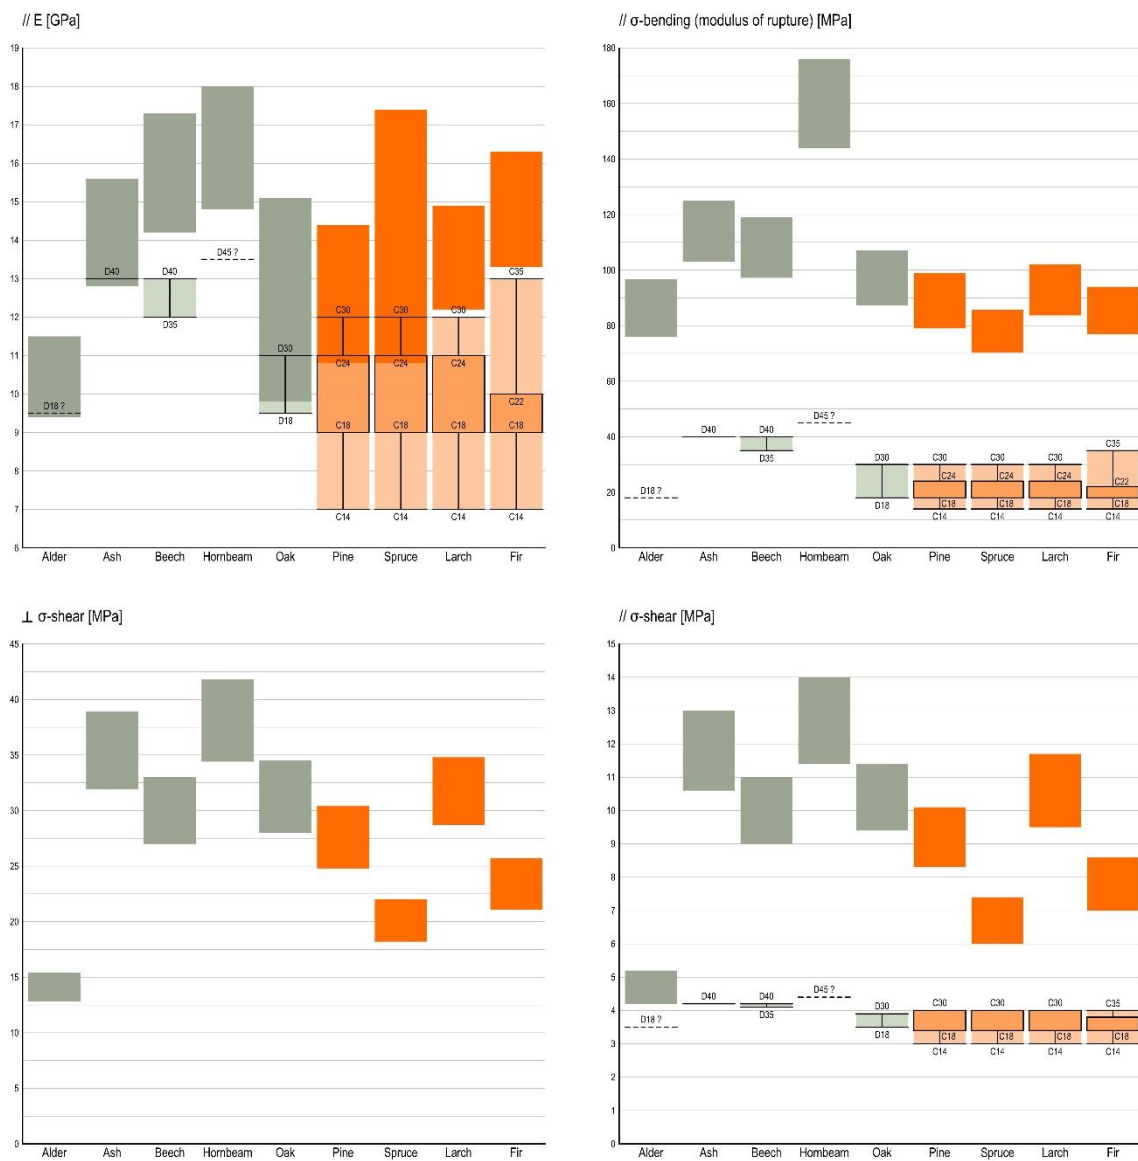 // E [GPa]
19
18
17
16
15
14
13
12
11
10
9
8
7
6
D18 ?
D40
D40
D35
D45 ?
D30
D18
C30
C24
C18
C14
C30
C24
C18
C14
C30
C24
C18
C14
C35
C22
C18
C14
Alder Ash Beech Hornbeam Oak Pine Spruce Larch Fir
// σ-bending (modulus of rupture) [MPa]
180
160
140
120
100
80
60
40
20
0
D18 ?
D40
D40
D35
D45 ?
D30
D18
C30
C24
C18
C14
C30
C24
C18
C14
C30
C24
C18
C14
C35
C22
C18
C14
Alder Ash Beech Hornbeam Oak Pine Spruce Larch Fir
⊥ σ-shear [MPa]
45
40
35
30
25
20
15
10
5
0
Alder Ash Beech Hornbeam Oak Pine Spruce Larch Fir
// σ-shear [MPa]
15
14
13
12
11
10
9
8
7
6
5
4
3
2
1
0
D18 ?
D40
D40
D35
D45 ?
D30
D18
C30
C18
C14
C30
C18
C14
C30
C18
C14
C35
C18
C14
Alder Ash Beech Hornbeam Oak Pine Spruce Larch Fir